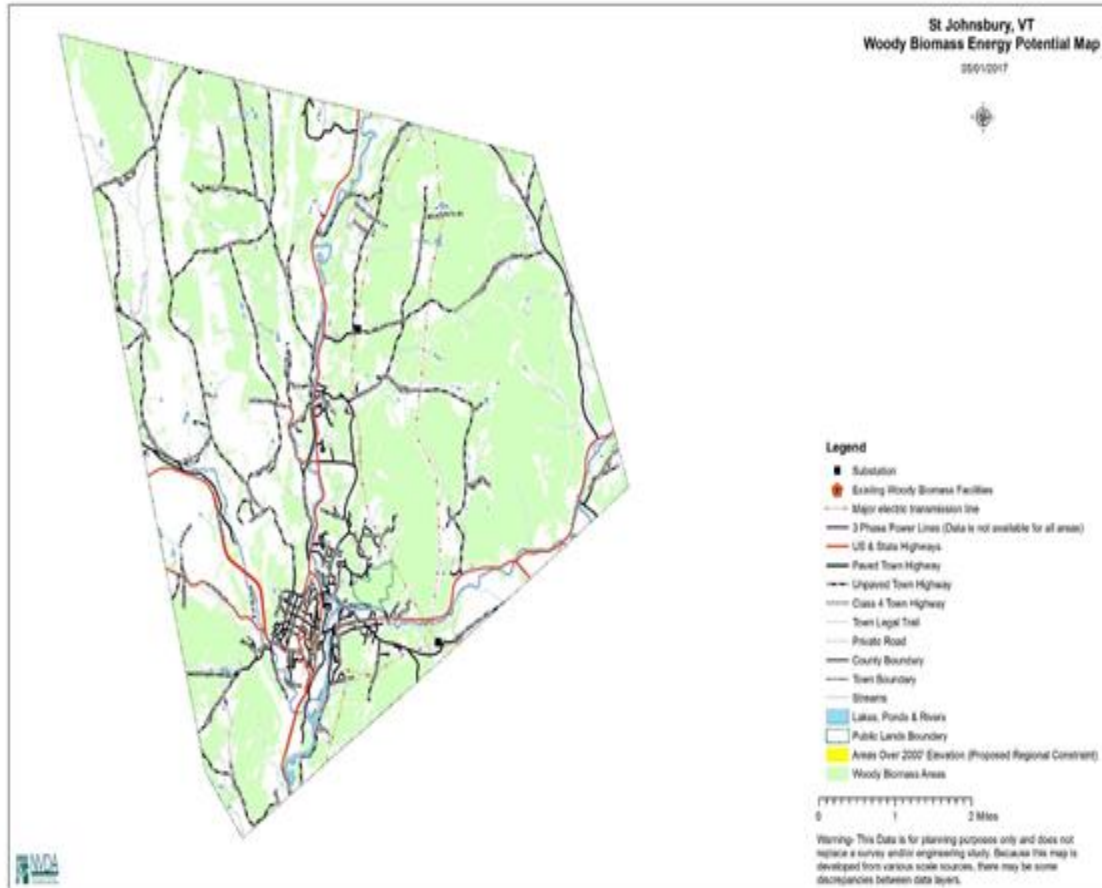 St Johnsbury, VT
Woody Biomass Energy Potential Map
05/01/2017
Legend
Substation
Existing Woody Biomass Facilities
Major electric transmission line
3 Phase Power Lines (Data is not available for all areas)
US & State Highways
Paved Town Highway
Unpaved Town Highway
Class 4 Town Highway
Town Legal Trail
Private Road
County Boundary
Town Boundary
Streams
Lakes, Ponds & Rivers
Public Lands Boundary
Areas Over 2000' Elevation (Proposed Regional Constraint)
Woody Biomass Areas
0 1 2 Miles
Warning- This Data is for planning purposes only and does not
replace a survey and/or engineering study. Because this map is
developed from various scale sources, there may be some
discrepancies between data layers.
NVDA